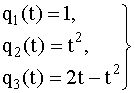 q₁(t) = 1,
q₂(t) = t²,
q₃(t) = 2t − t²